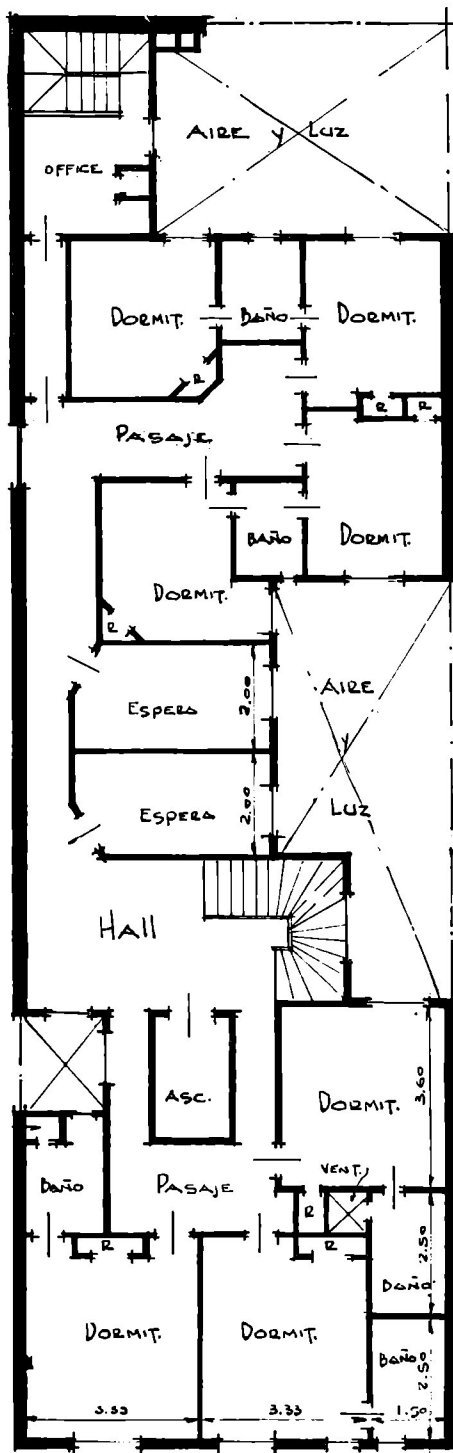 AIRE y LUZ
OFFICE
DORMIT.
BAÑO
DORMIT.
R
R
R
PASAJE
BAÑO
DORMIT.
DORMIT.
R
AIRE
y
LUZ
ESPERA
2.00
ESPERA
2.00
HALL
ASC.
DORMIT.
3.60
VENT.
BAÑO
PASAJE
R
R
R
2.50
BAÑO
DORMIT.
DORMIT.
BAÑO
2.50
3.33
3.33
1.50